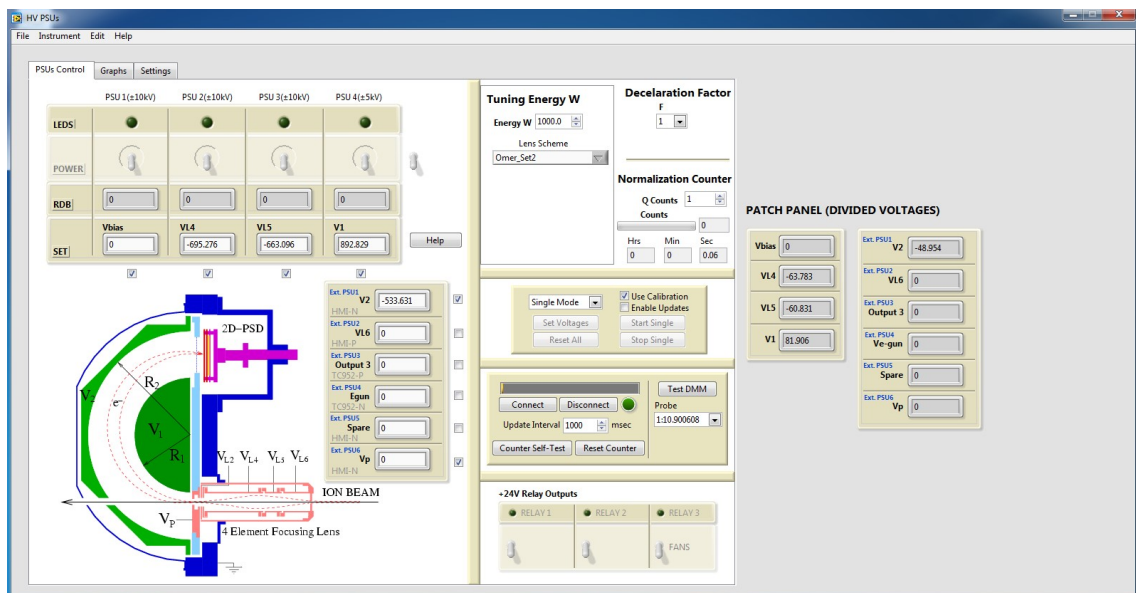 HV PSUs
File Instrument Edit Help
PSUs Control Graphs Settings
PSU 1(±10kV) PSU 2(±10kV) PSU 3(±10kV) PSU 4(±5kV)
LEDS
POWER
RDB 0 0 0 0
Vbias VL4 VL5 V1
SET 0 -695.276 -663.096 892.829
Help
Ext. PSU1
V2 -533.631
HMI-N
Ext. PSU2
VL6 0
HMI-P
Ext. PSU3
Output 3 0
TC952-P
Ext. PSU4
Egun 0
TC952-N
Ext. PSU5
Spare 0
HMI-N
Ext. PSU6
Vp 0
HMI-N
2D-PSD
R2
V2
e-
V1
R1
VL2 VL4 VL5 VL6
ION BEAM
VP
4 Element Focusing Lens
Tuning Energy W
Energy W 1000.0
Lens Scheme
Omer_Set2
Decelaration Factor
F
1
Normalization Counter
Q Counts 1
Counts
0
Hrs Min Sec
0 0 0.06
Single Mode
Use Calibration
Enable Updates
Set Voltages Start Single
Reset All Stop Single
Test DMM
Connect Disconnect
Probe
Update Interval 1000 msec
1:10.900608
Counter Self-Test Reset Counter
+24V Relay Outputs
RELAY 1 RELAY 2 RELAY 3
FANS
PATCH PANEL (DIVIDED VOLTAGES)
Vbias 0
VL4 -63.783
VL5 -60.831
V1 81.906
Ext. PSU1
V2 -48.954
Ext. PSU2
VL6 0
Ext. PSU3
Output 3 0
Ext. PSU4
Ve-gun 0
Ext. PSU5
Spare 0
Ext. PSU6
Vp 0